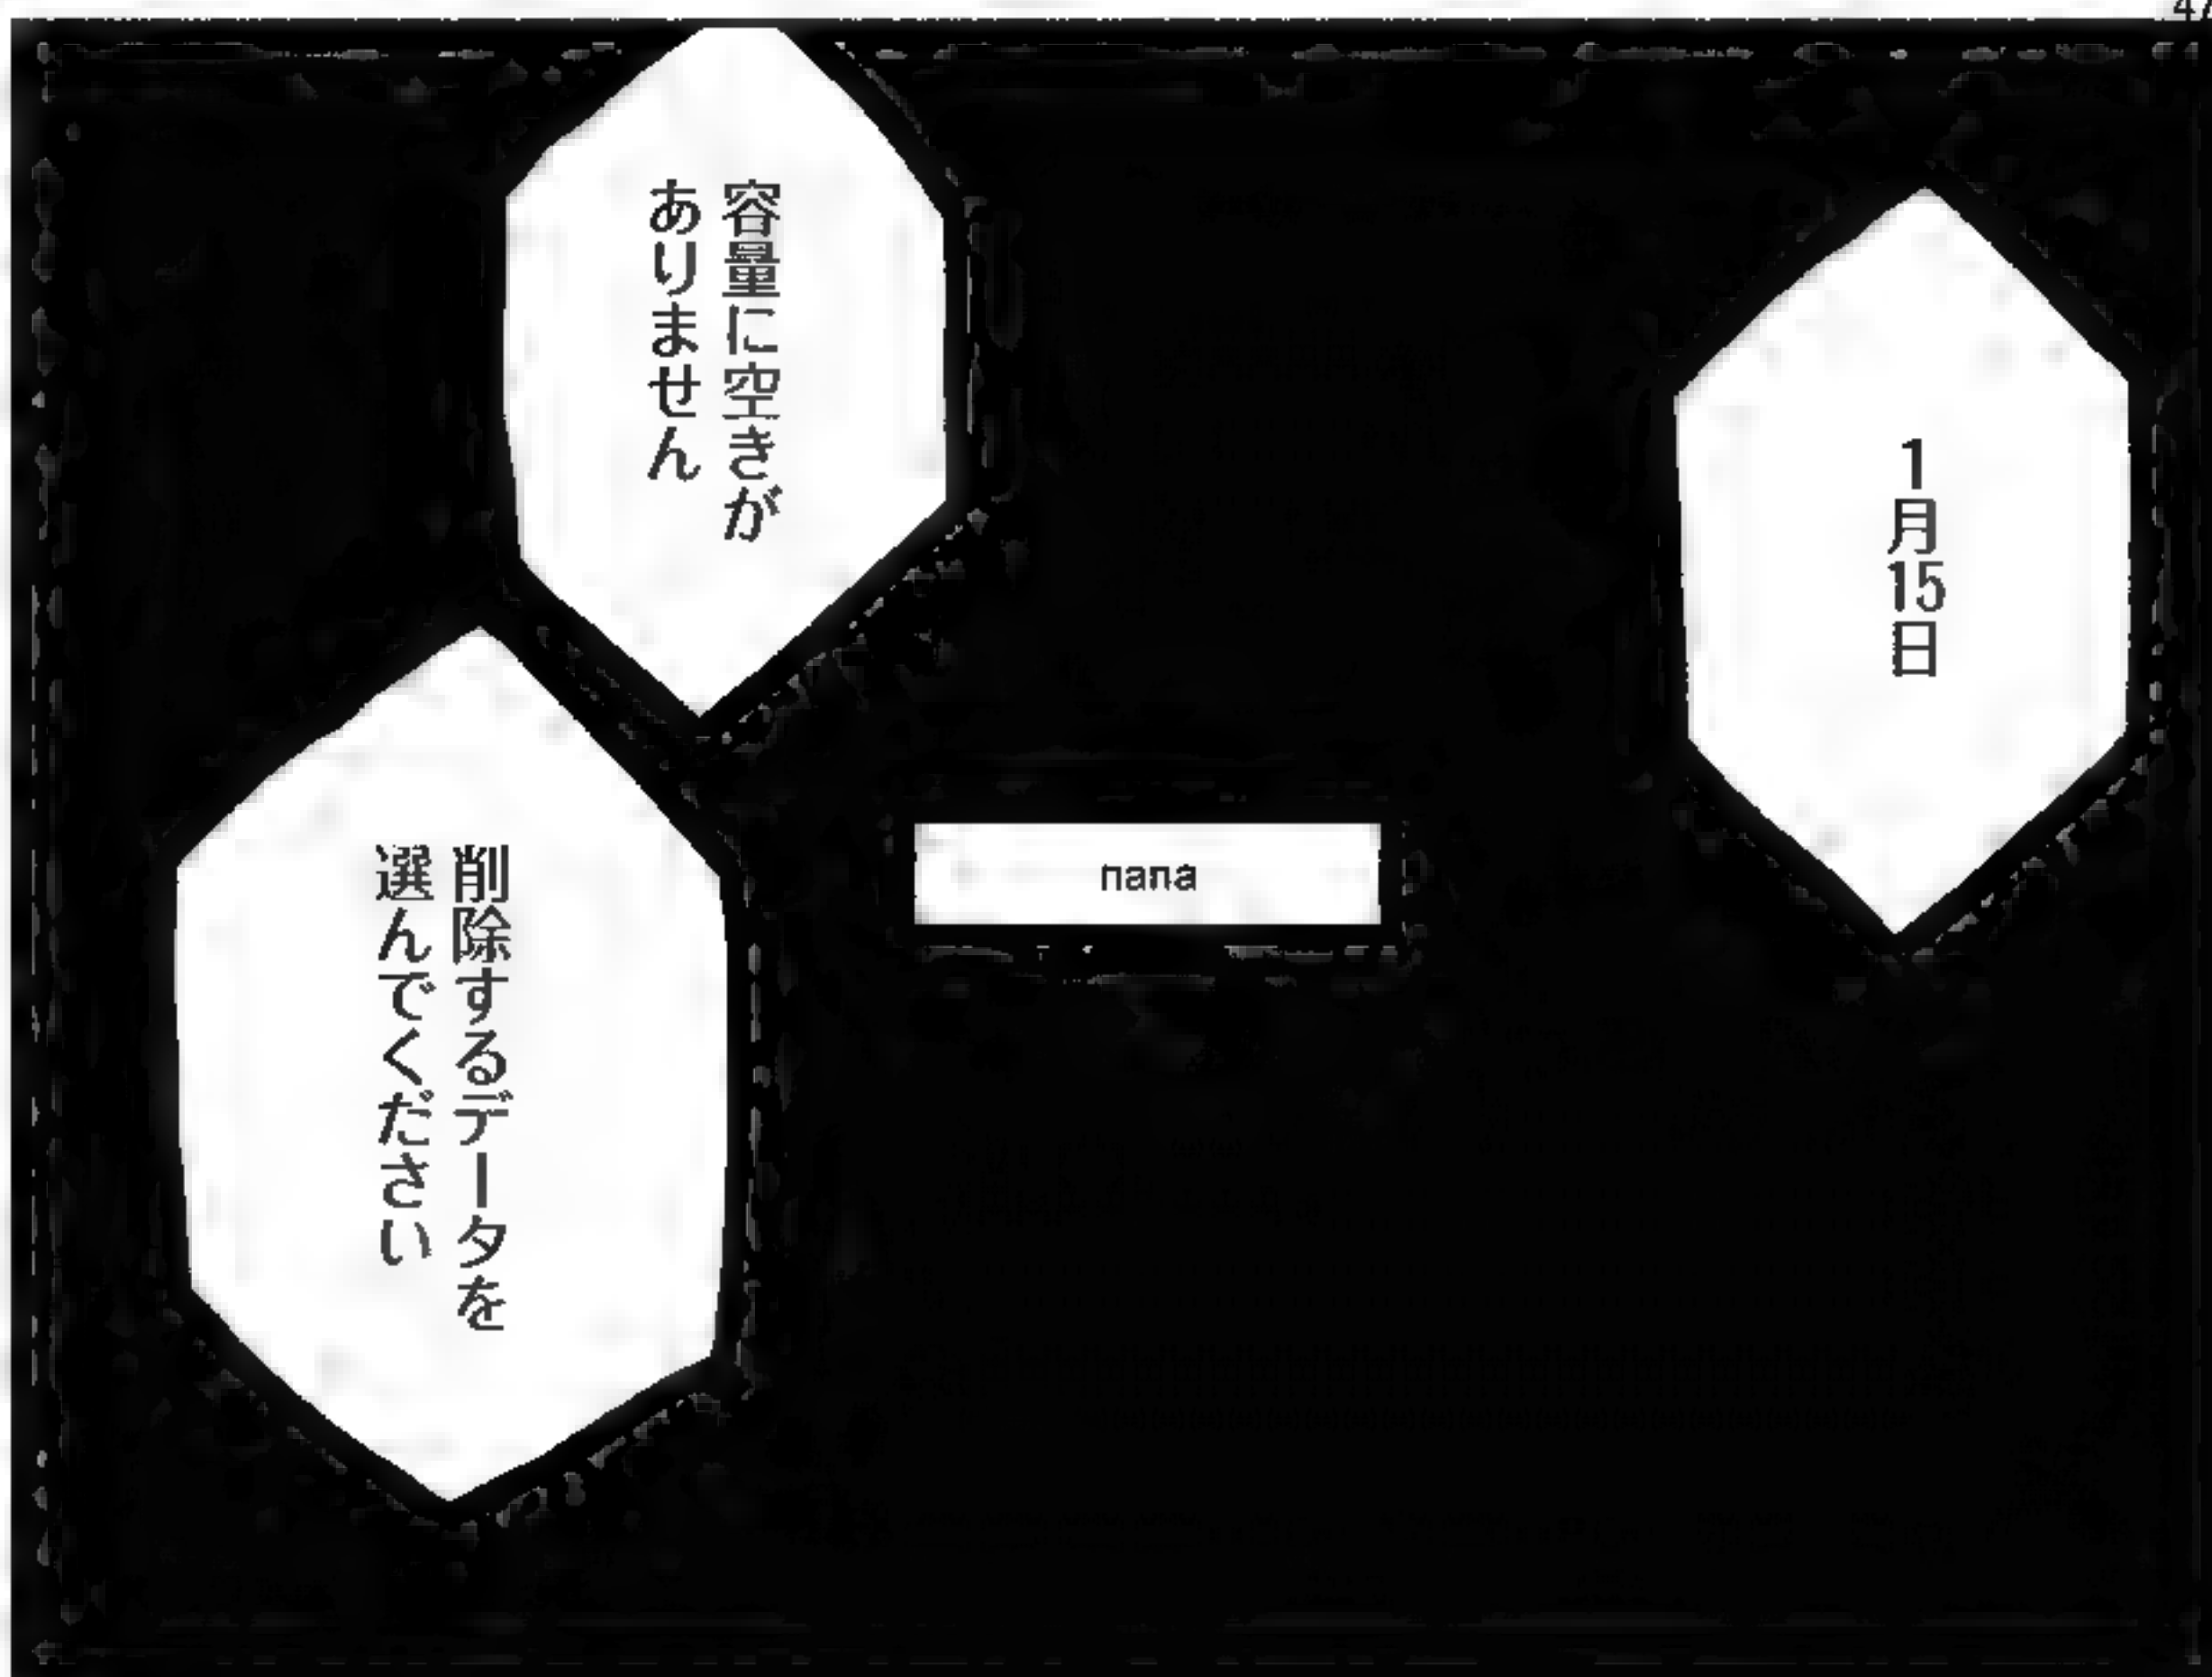 1月15日
容量に空きが
ありません
nana
削除するデータを
選んでください